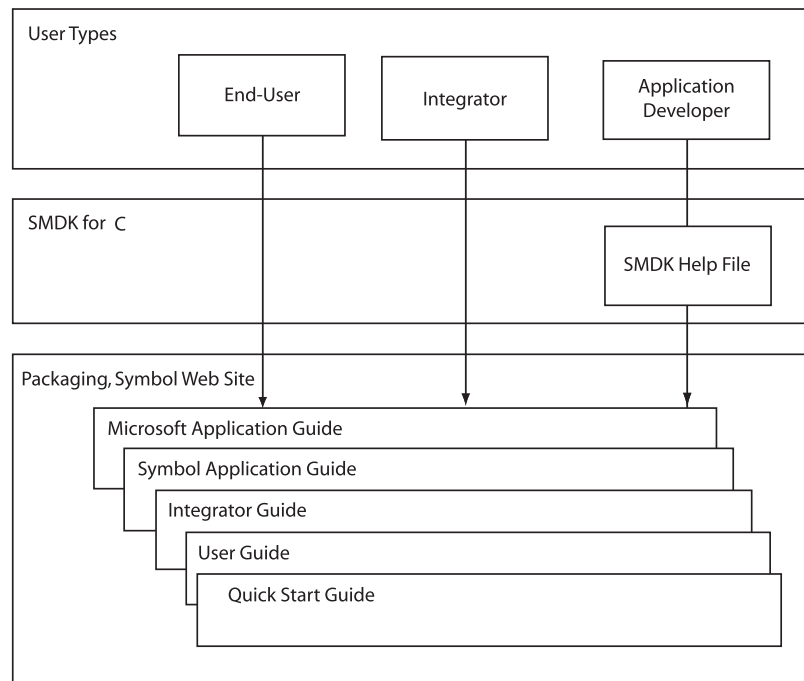 User Types
End-User
Integrator
Application
Developer
SMDK for C
SMDK Help File
Packaging, Symbol Web Site
Microsoft Application Guide
Symbol Application Guide
Integrator Guide
User Guide
Quick Start Guide